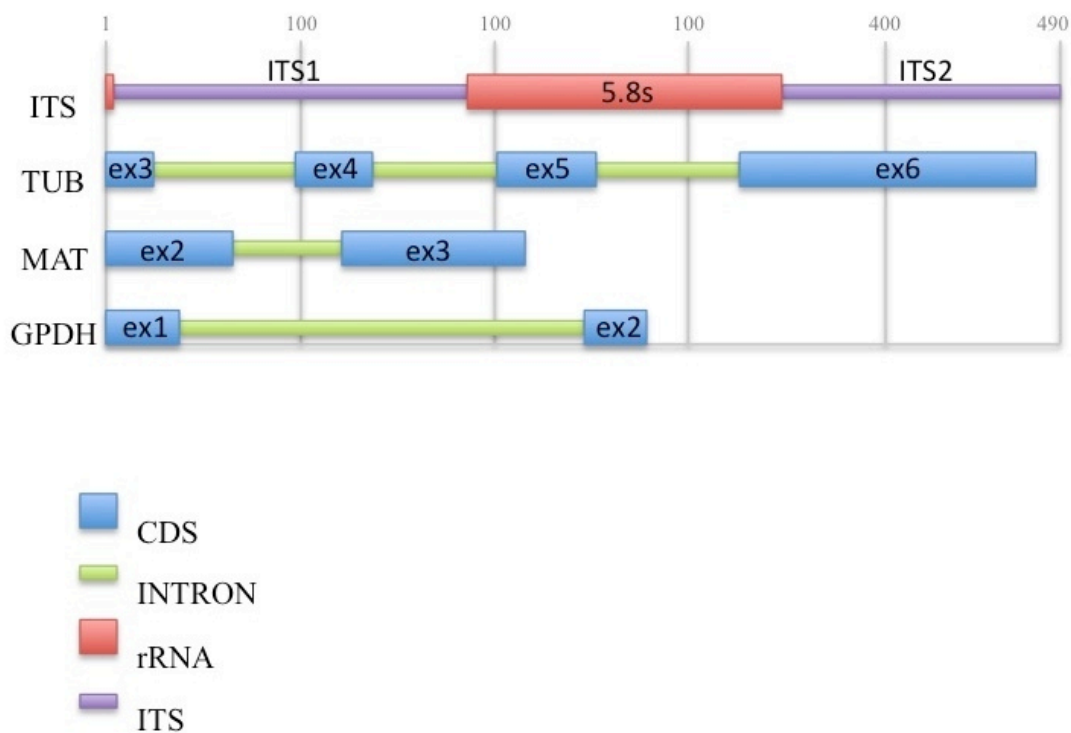 1 100 100 100 400 490
ITS ITS1 5.8s ITS2
TUB ex3 ex4 ex5 ex6
MAT ex2 ex3
GPDH ex1 ex2
CDS
INTRON
rRNA
ITS